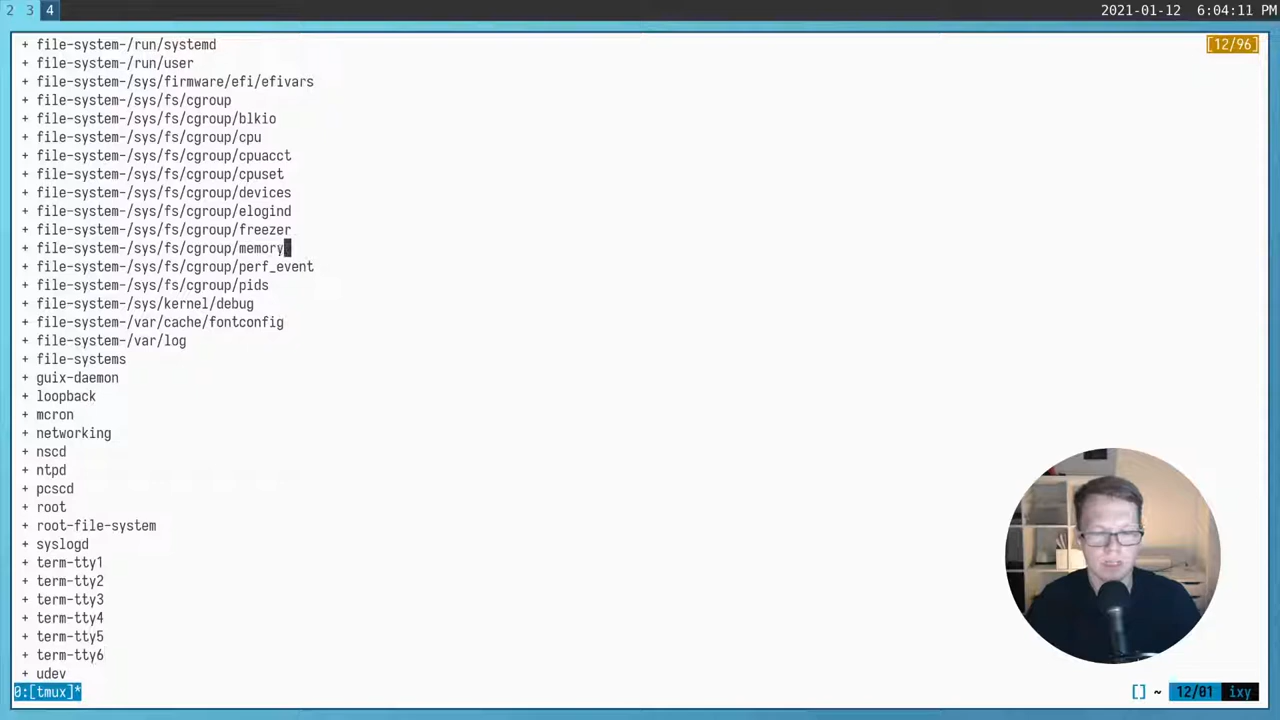 2 3 4 2021-01-12 6:04:11 PM
+ file-system-/run/systemd [12/96]
+ file-system-/run/user
+ file-system-/sys/firmware/efi/efivars
+ file-system-/sys/fs/cgroup
+ file-system-/sys/fs/cgroup/blkio
+ file-system-/sys/fs/cgroup/cpu
+ file-system-/sys/fs/cgroup/cpuacct
+ file-system-/sys/fs/cgroup/cpuset
+ file-system-/sys/fs/cgroup/devices
+ file-system-/sys/fs/cgroup/elogind
+ file-system-/sys/fs/cgroup/freezer
+ file-system-/sys/fs/cgroup/memory
+ file-system-/sys/fs/cgroup/perf_event
+ file-system-/sys/fs/cgroup/pids
+ file-system-/sys/kernel/debug
+ file-system-/var/cache/fontconfig
+ file-system-/var/log
+ file-systems
+ guix-daemon
+ loopback
+ mcron
+ networking
+ nscd
+ ntpd
+ pcscd
+ root
+ root-file-system
+ syslogd
+ term-tty1
+ term-tty2
+ term-tty3
+ term-tty4
+ term-tty5
+ term-tty6
+ udev
0:[tmux]* [] ~ 12/01 ixy